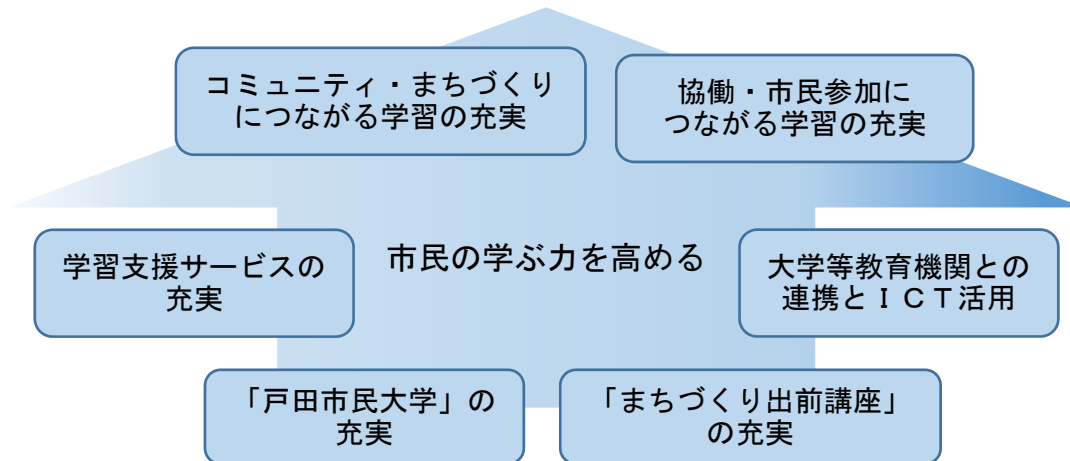 コミュニティ・まちづくり
につながる学習の充実
協働・市民参加に
つながる学習の充実
学習支援サービスの
充実
市民の学ぶ力を高める
大学等教育機関との
連携とＩＣＴ活用
「戸田市民大学」の
充実
「まちづくり出前講座」
の充実